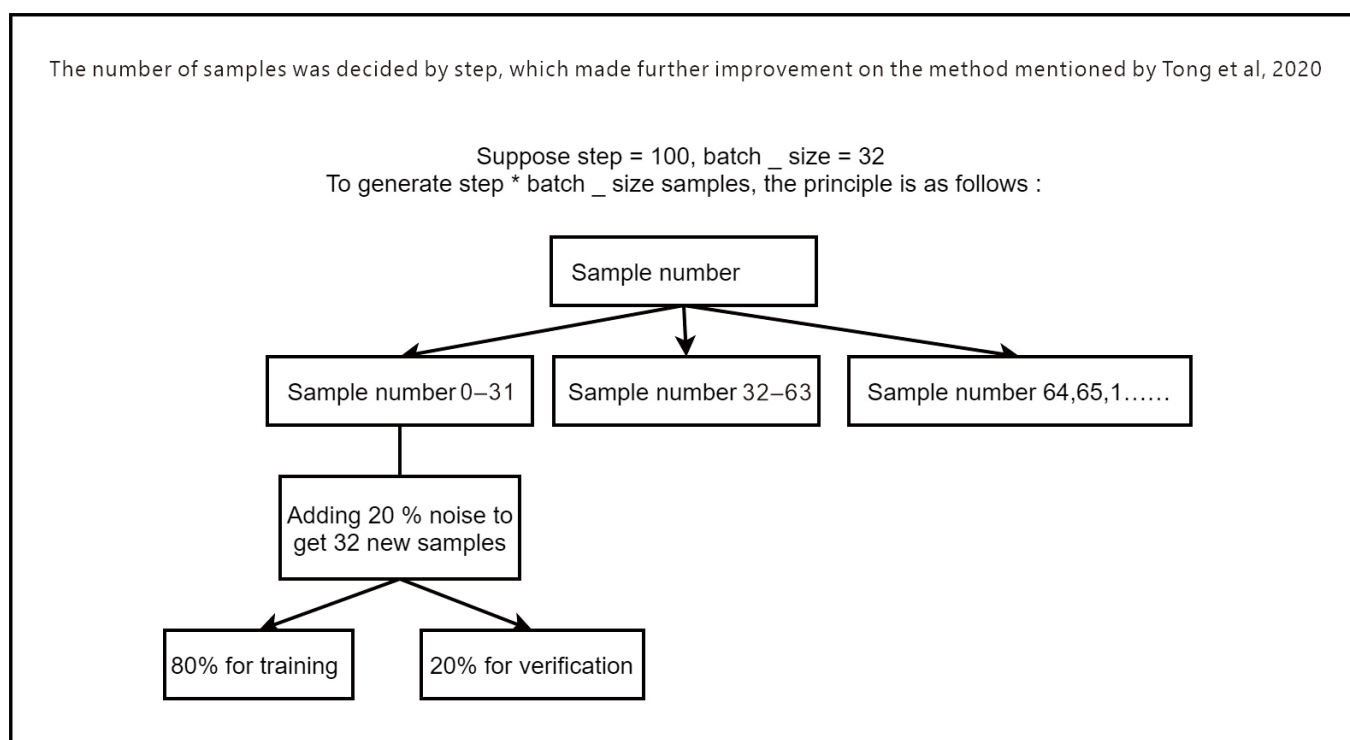 The number of samples was decided by step, which made further improvement on the method mentioned by Tong et al, 2020
Suppose step = 100, batch _ size = 32
To generate step * batch _ size samples, the principle is as follows :
Sample number
Sample number 0–31
Sample number 32–63
Sample number 64,65,1……
Adding 20 % noise to
get 32 new samples
80% for training
20% for verification